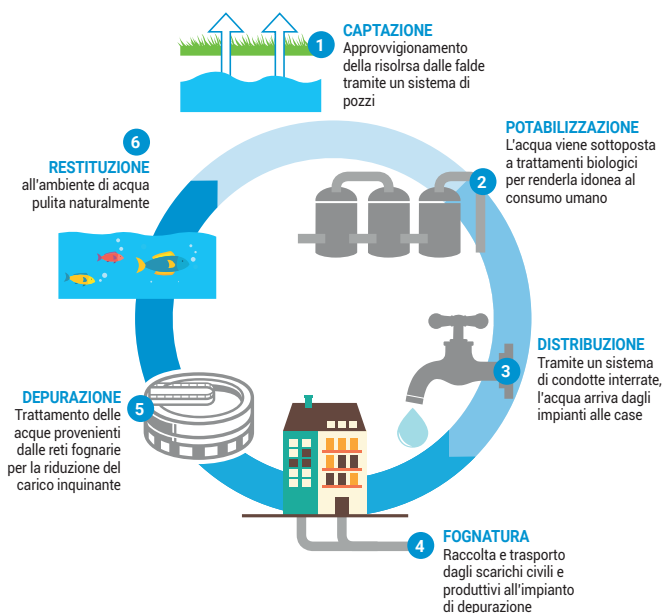 1
CAPTAZIONE
Approvvigionamento
della risolrsa dalle falde
tramite un sistema di
pozzi
2
POTABILIZZAZIONE
L'acqua viene sottoposta
a trattamenti biologici
per renderla idonea al
consumo umano
3
DISTRIBUZIONE
Tramite un sistema
di condotte interrate,
l'acqua arriva dagli
impianti alle case
4
FOGNATURA
Raccolta e trasporto
dagli scarichi civili e
produttivi all'impianto
di depurazione
5
DEPURAZIONE
Trattamento delle
acque provenienti
dalle reti fognarie
per la riduzione del
carico inquinante
6
RESTITUZIONE
all'ambiente di acqua
pulita naturalmente